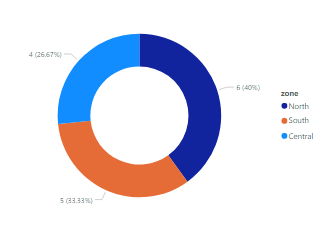 4 (26.67%)
6 (40%)
zone
North
South
Central
5 (33.33%)